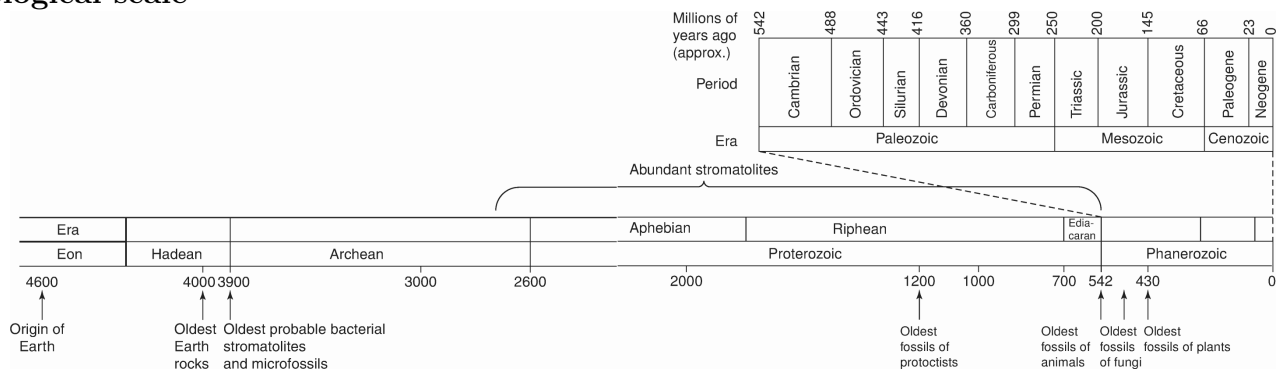 ological scale
Millions of
years ago
(approx.)
542 488 443 416 360 299 250 200 145 66 23 0
Period
Cambrian Ordovician Silurian Devonian Carboniferous Permian Triassic Jurassic Cretaceous Paleogene Neogene
Era Paleozoic Mesozoic Cenozoic
Abundant stromatolites
Era Aphebian Riphean Edia-
caran
Eon Hadean Archean Proterozoic Phanerozoic
4600 4000 3900 3000 2600 2000 1200 1000 700 542 430 0
Origin of
Earth
Oldest
Earth
rocks
Oldest probable bacterial
stromatolites
and microfossils
Oldest
fossils of
protoctists
Oldest
fossils of
animals
Oldest
fossils
of fungi
Oldest
fossils of plants